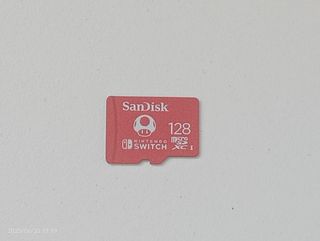 SanDisk
128
NINTENDO
SWITCH
micro
SD
XC I